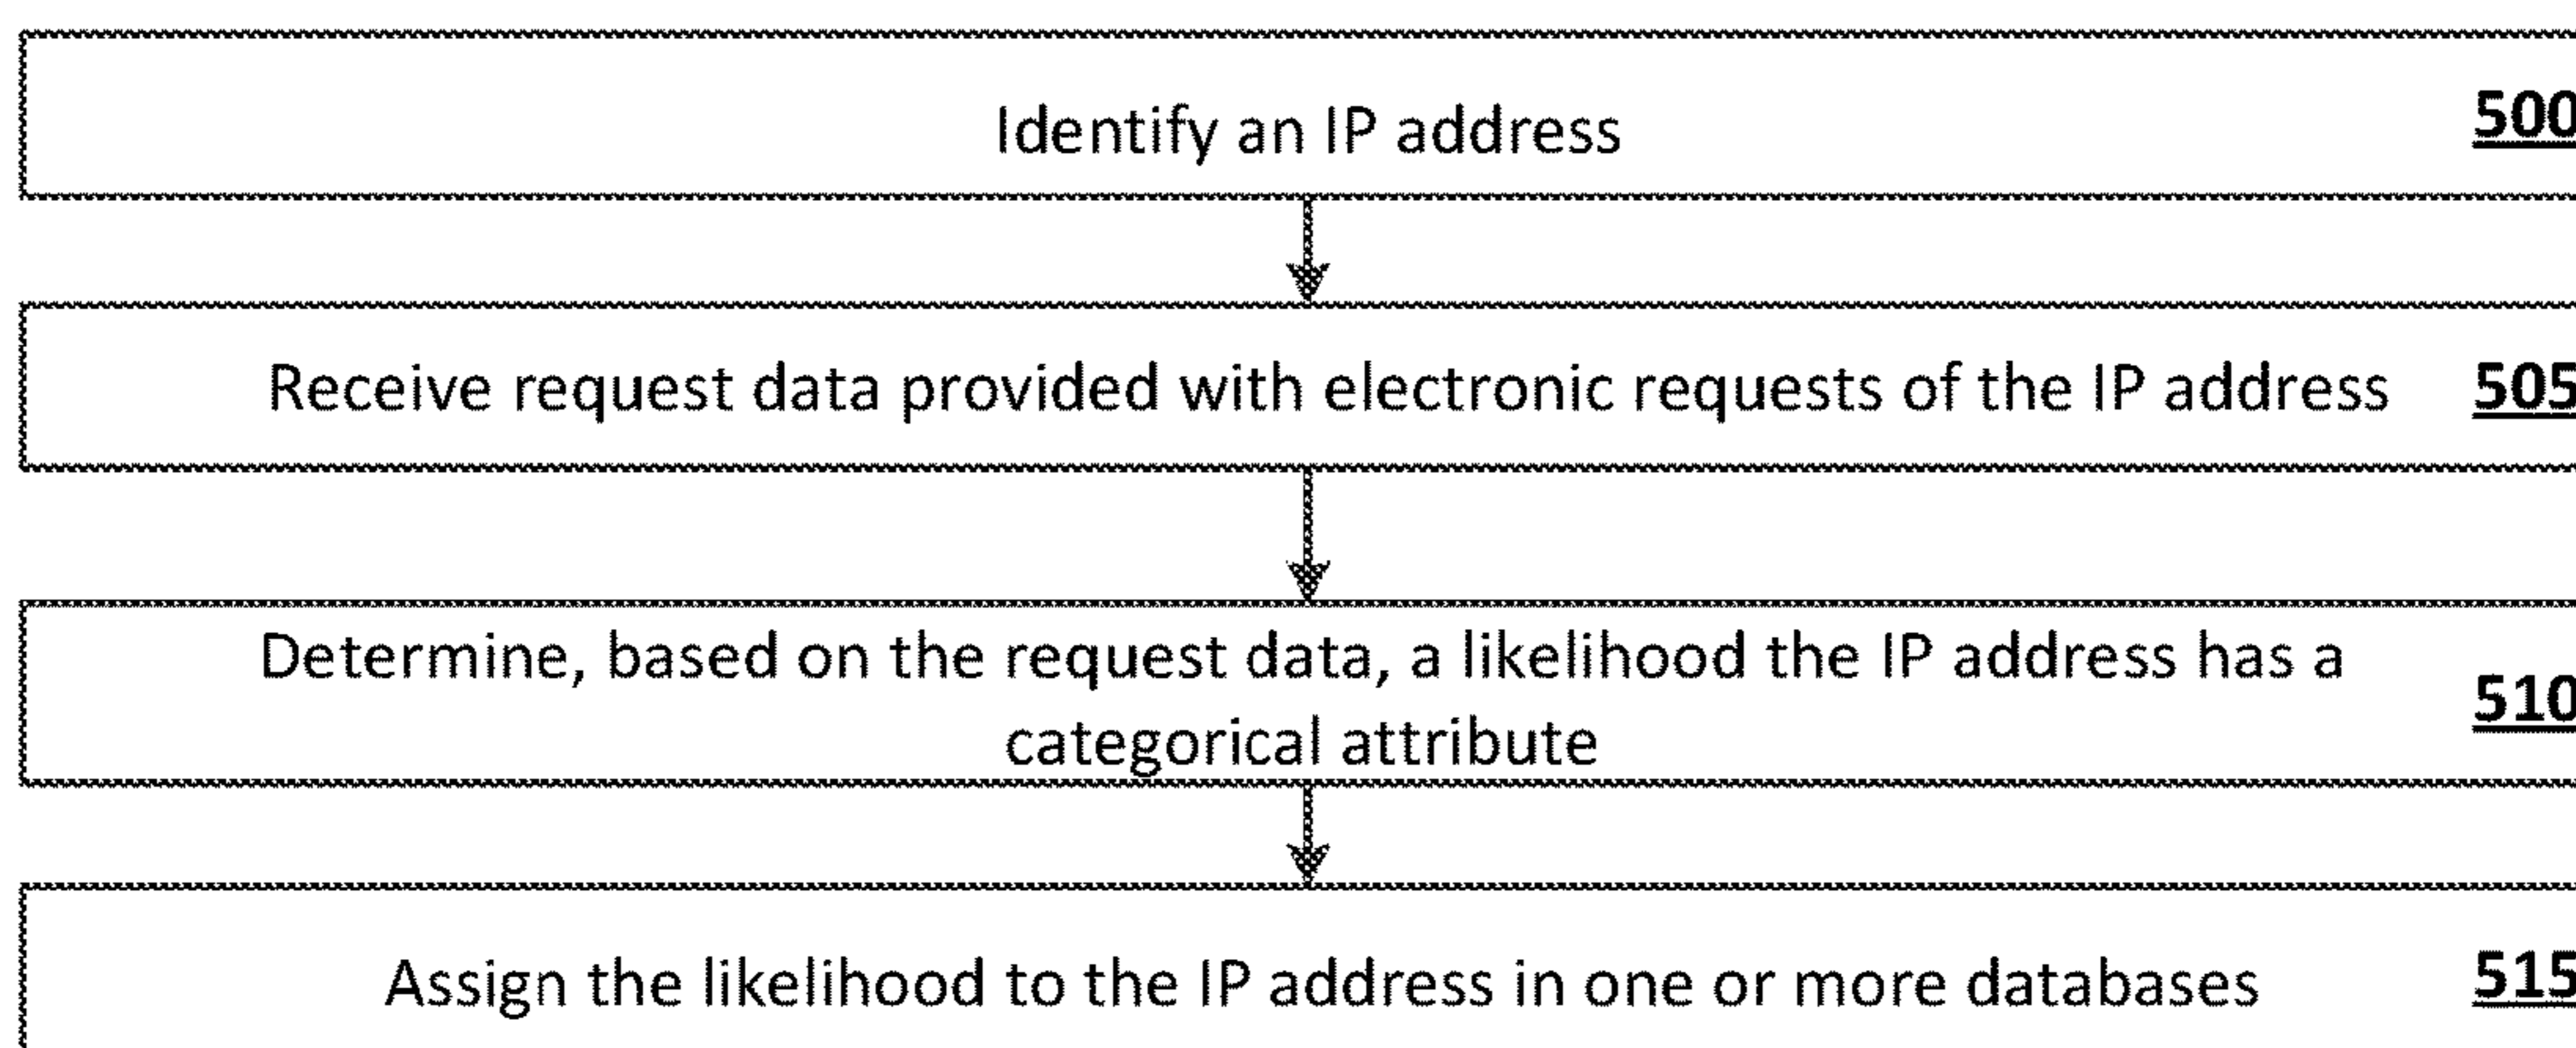 Identify an IP address 500
Receive request data provided with electronic requests of the IP address 505
Determine, based on the request data, a likelihood the IP address has a
categorical attribute 510
Assign the likelihood to the IP address in one or more databases 515